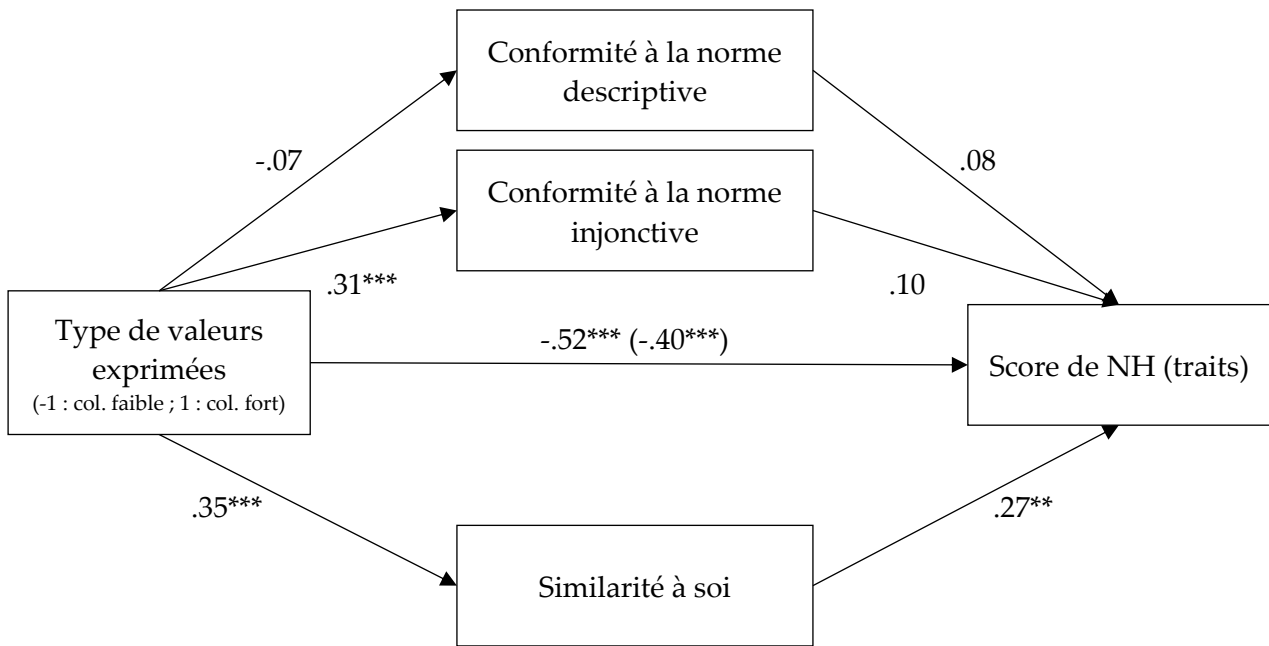 Conformité à la norme
descriptive
-.07
.08
Conformité à la norme
injonctive
.31***
.10
Type de valeurs
exprimées
(-1 : col. faible ; 1 : col. fort)
-.52*** (-.40***)
Score de NH (traits)
.35***
.27**
Similarité à soi